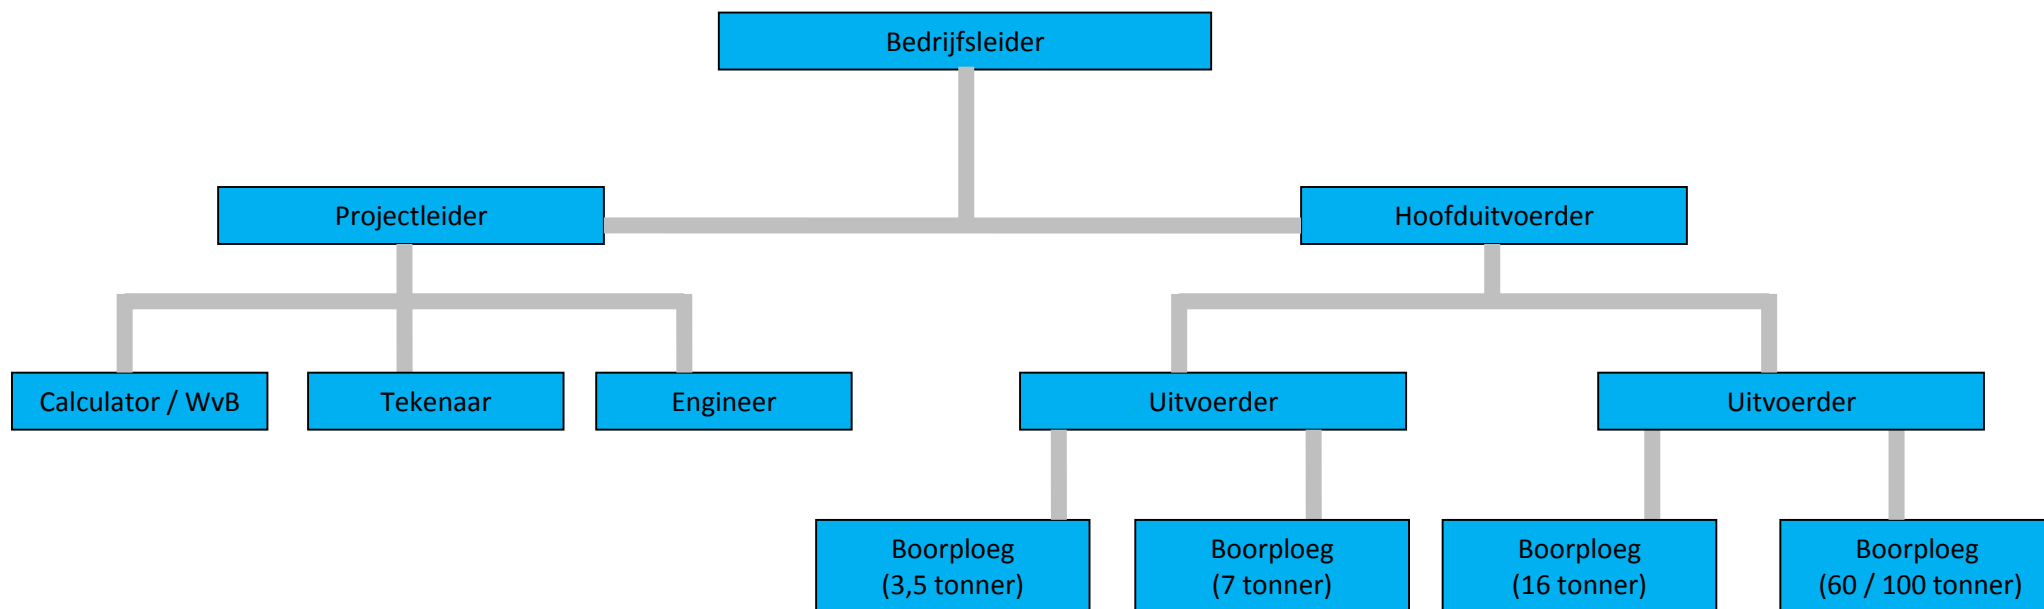 Bedrijfsleider
Projectleider
Hoofduitvoerder
Calculator / WvB
Tekenaar
Engineer
Uitvoerder
Uitvoerder
Boorploeg
(3,5 tonner)
Boorploeg
(7 tonner)
Boorploeg
(16 tonner)
Boorploeg
(60 / 100 tonner)